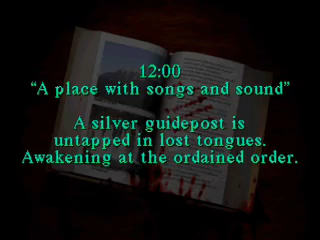 12:00
“A place with songs and sound”
A silver guidepost is
untapped in lost tongues.
Awakening at the ordained order.